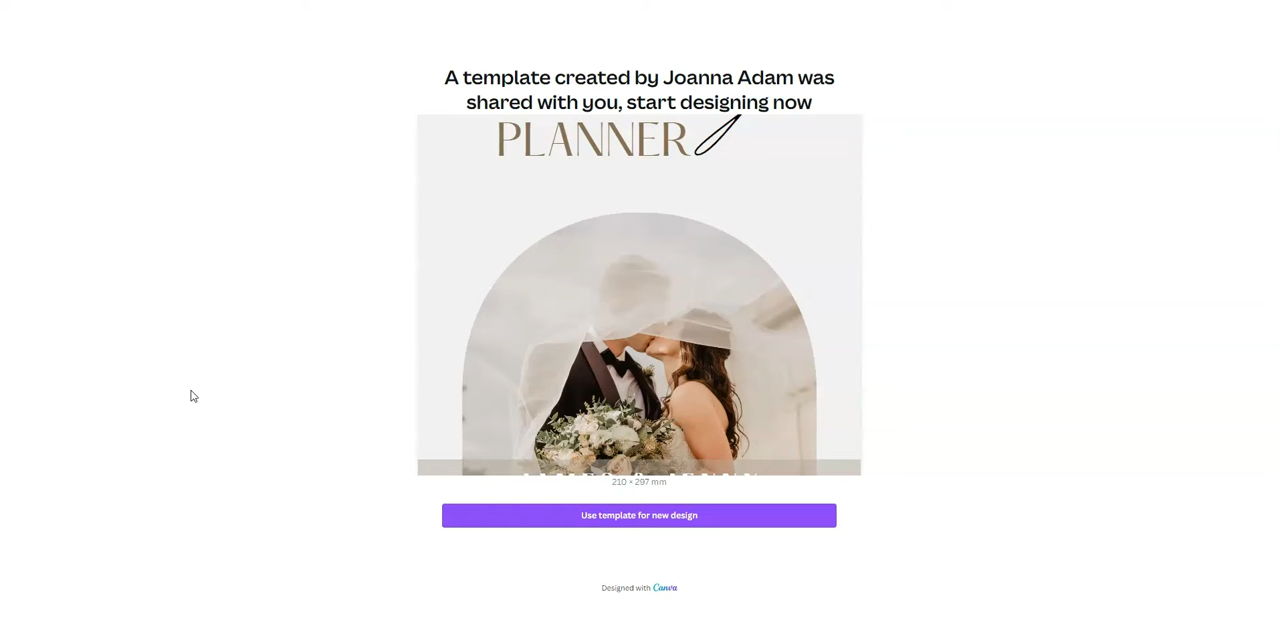 A template created by Joanna Adam was
shared with you, start designing now
PLANNER
210 × 297 mm
Use template for new design
Designed with Canva